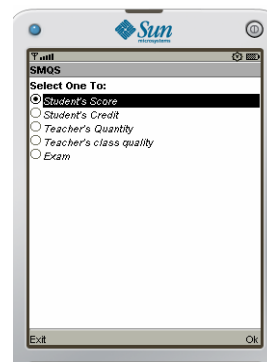 Sun
microsystems
SMQS
Select One To:
Student's Score
Student's Credit
Teacher's Quantity
Teacher's class quality
Exam
Exit Ok